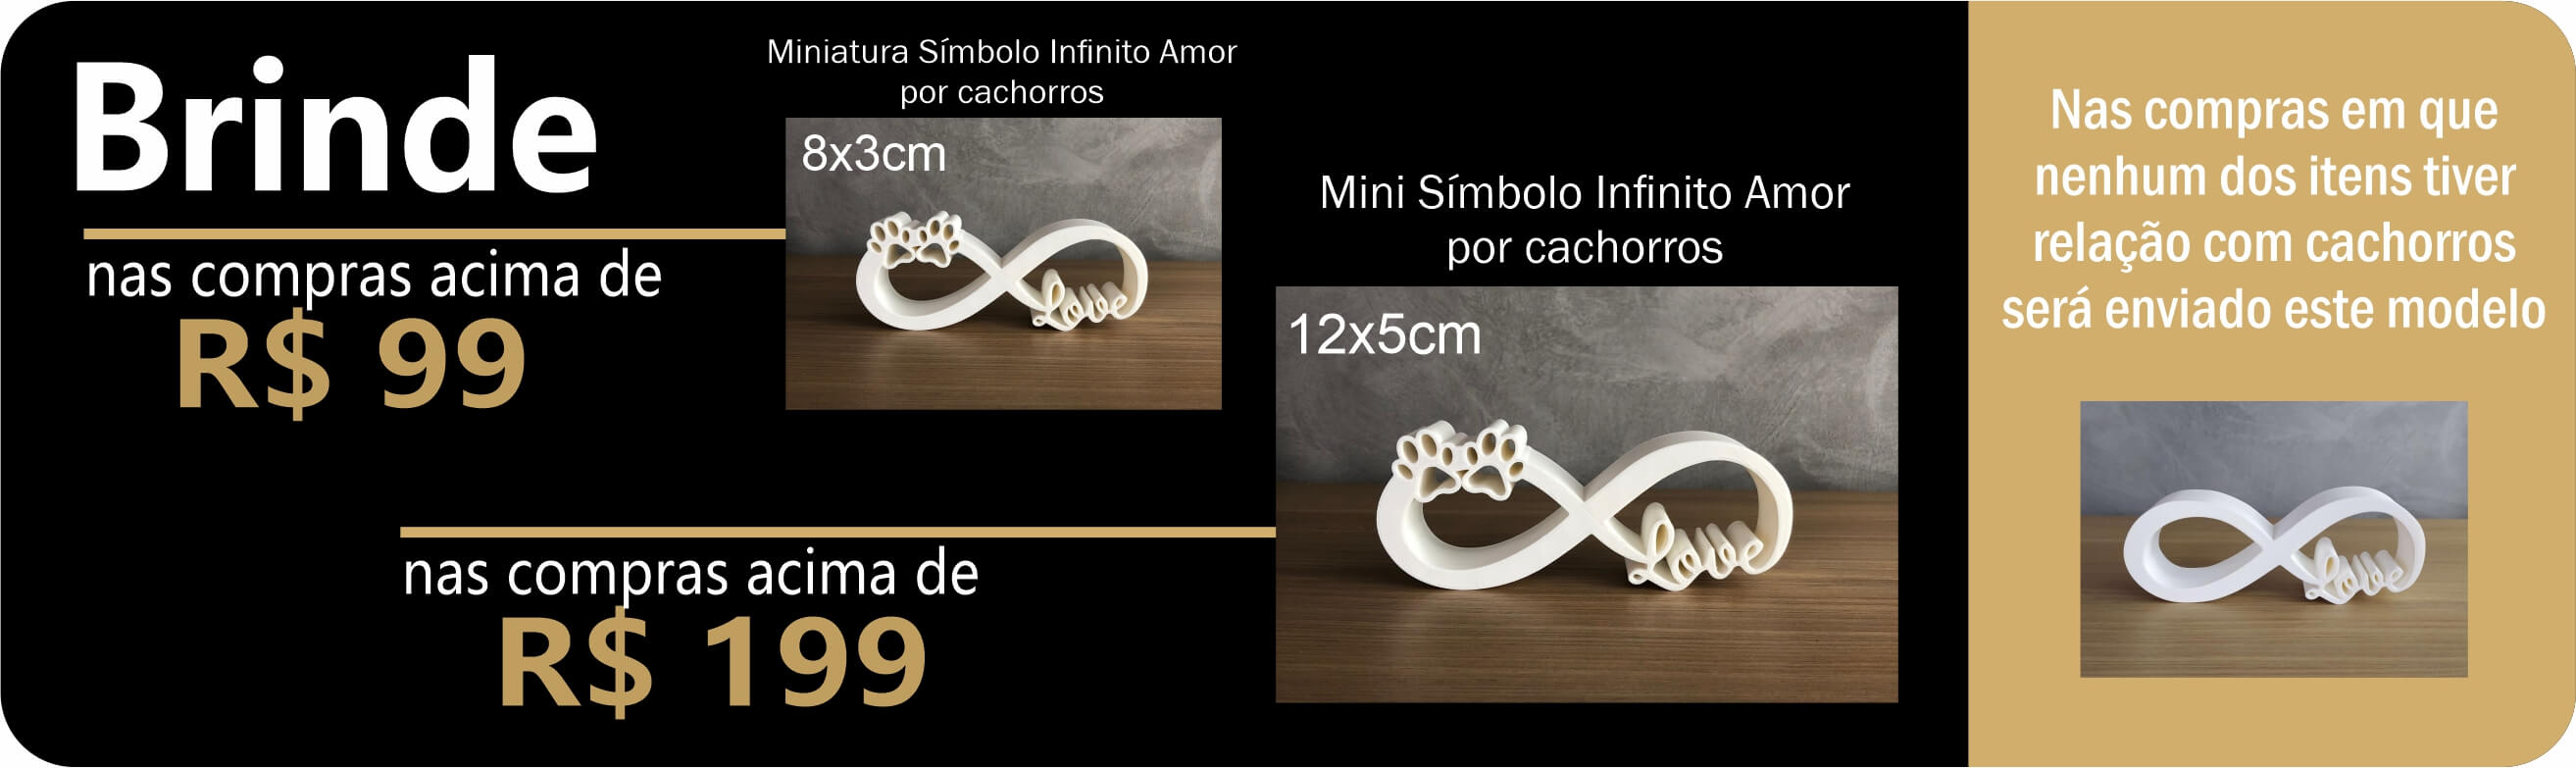 Brinde
nas compras acima de
R$ 99
Miniatura Símbolo Infinito Amor
por cachorros
8x3cm
Love
nas compras acima de
R$ 199
Mini Símbolo Infinito Amor
por cachorros
12x5cm
Love
Nas compras em que
nenhum dos itens tiver
relação com cachorros
será enviado este modelo
Love